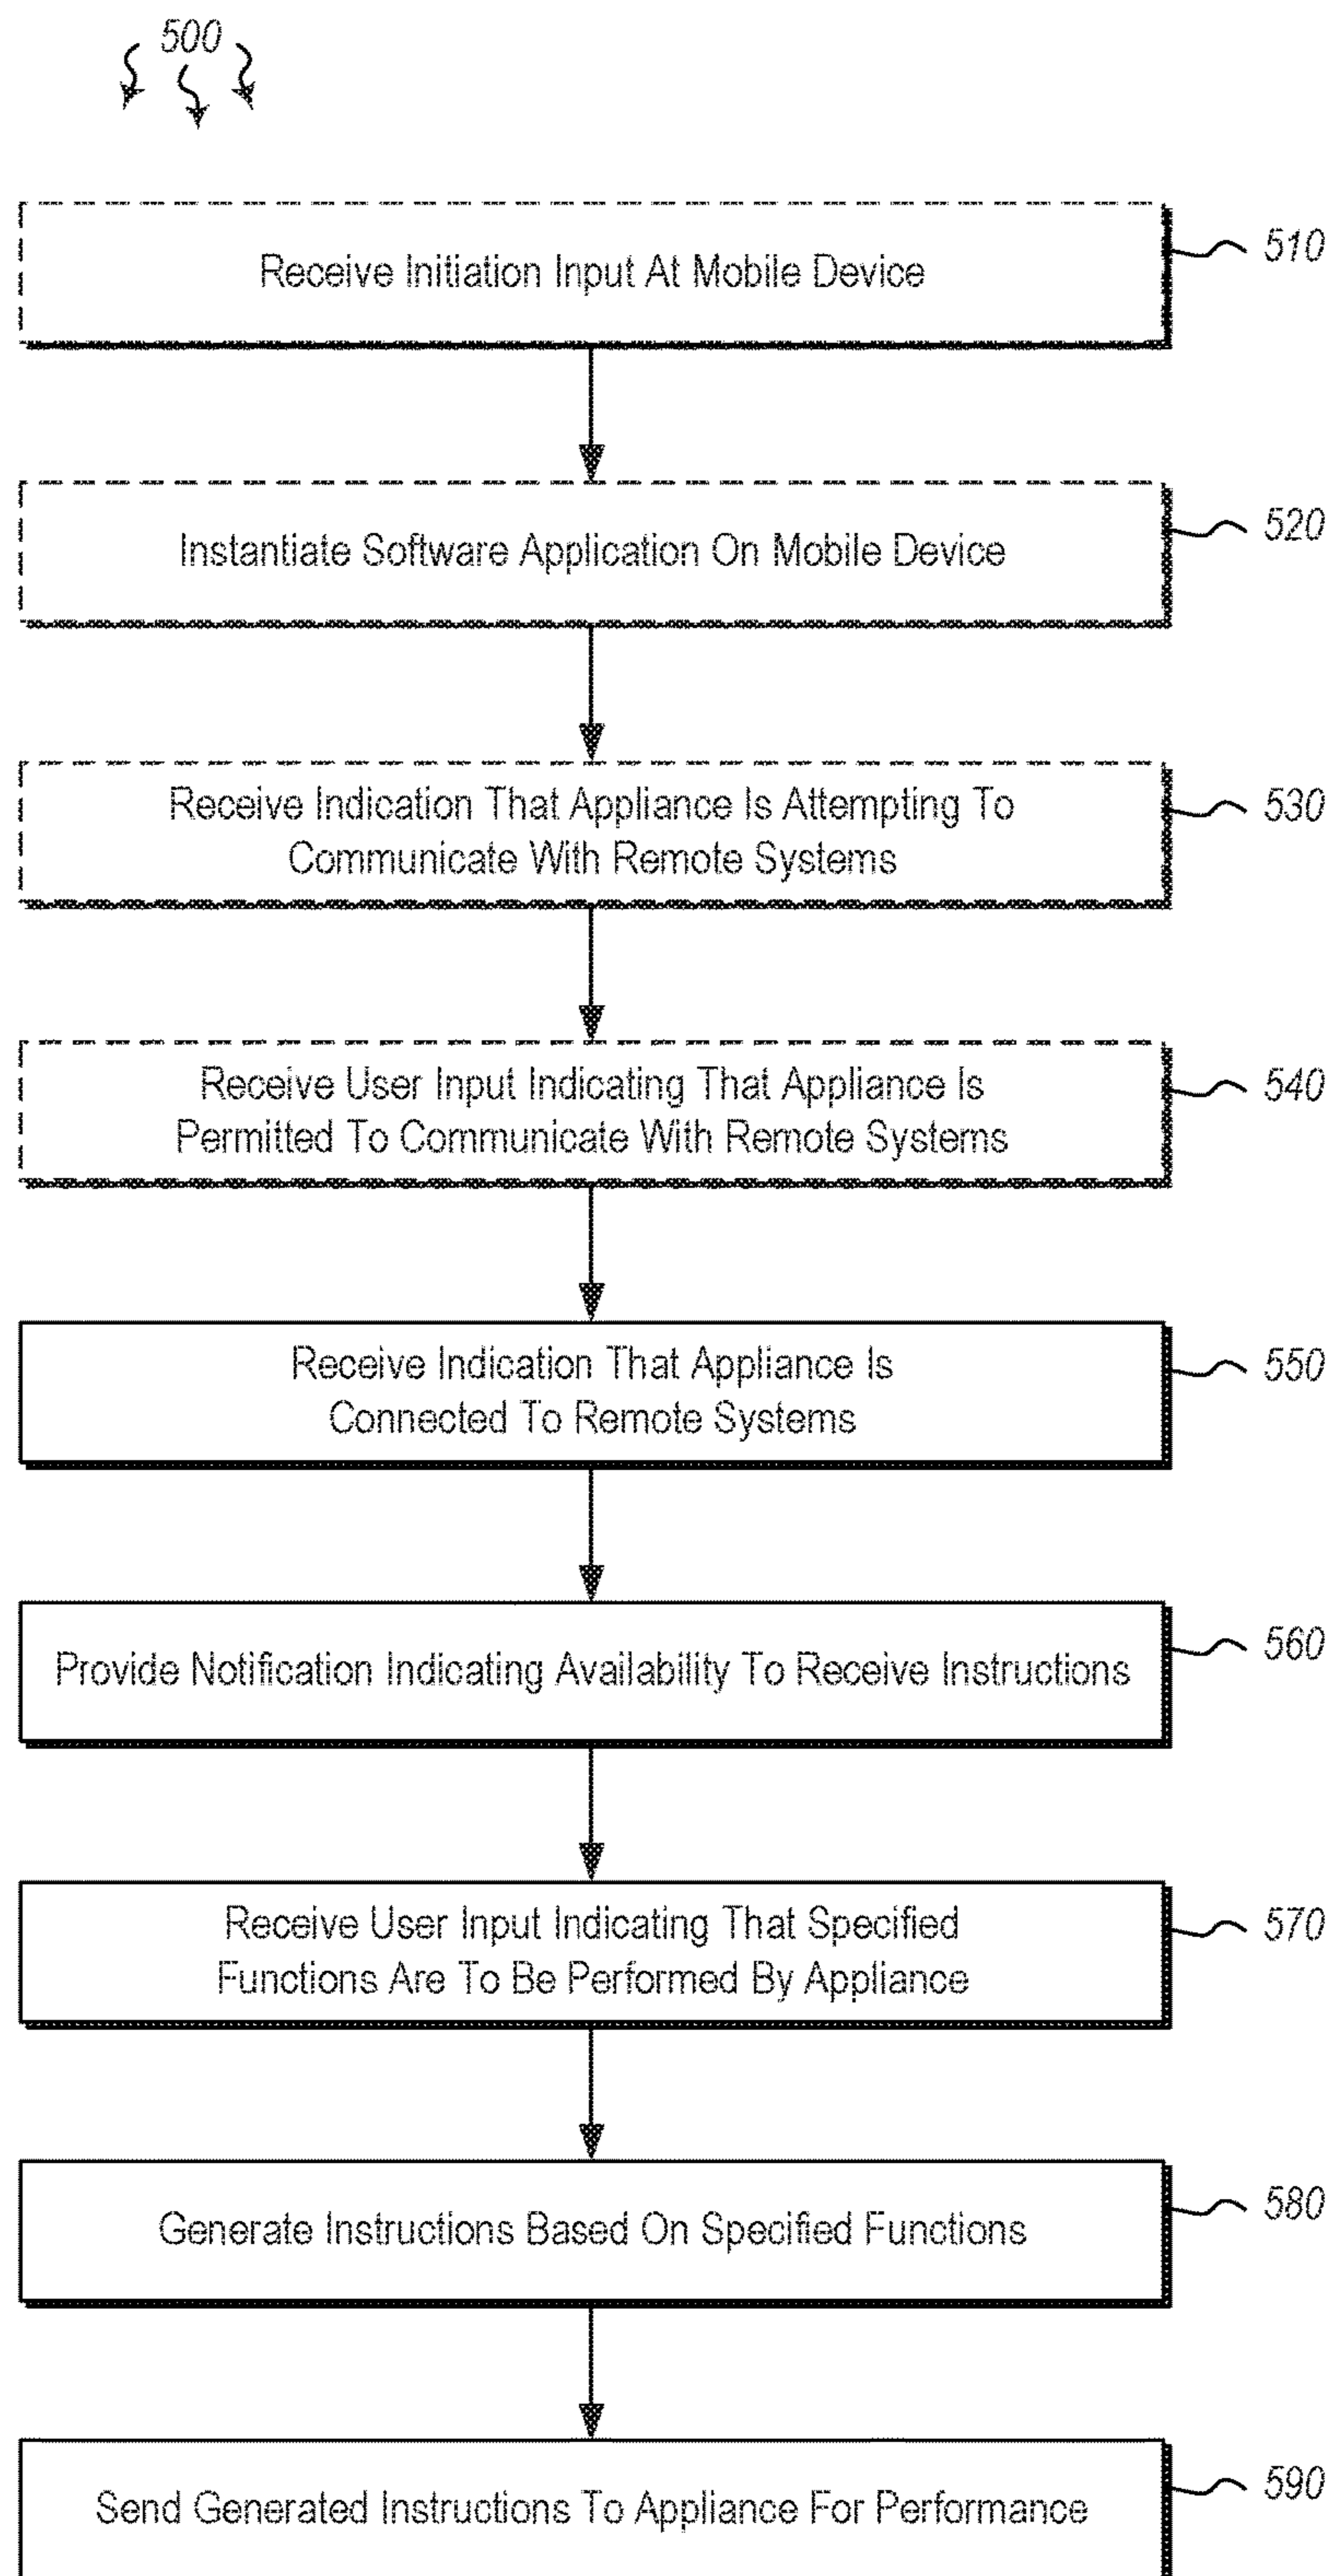 500
Receive Initiation Input At Mobile Device
510
Instantiate Software Application On Mobile Device
520
Receive Indication That Appliance Is Attempting To
Communicate With Remote Systems
530
Receive User Input Indicating That Appliance Is
Permitted To Communicate With Remote Systems
540
Receive Indication That Appliance Is
Connected To Remote Systems
550
Provide Notification Indicating Availability To Receive Instructions
560
Receive User Input Indicating That Specified
Functions Are To Be Performed By Appliance
570
Generate Instructions Based On Specified Functions
580
Send Generated Instructions To Appliance For Performance
590